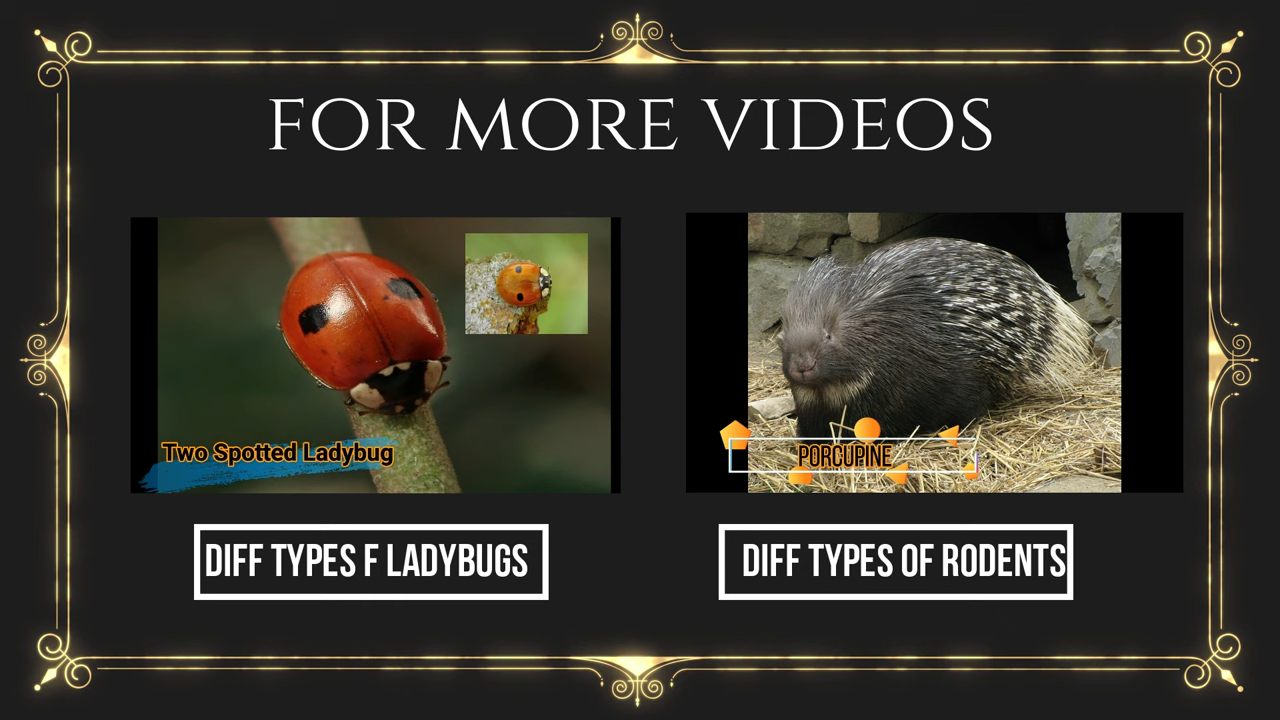 FOR MORE VIDEOS
Two Spotted Ladybug
PORCUPINE
DIFF TYPES F LADYBUGS
DIFF TYPES OF RODENTS